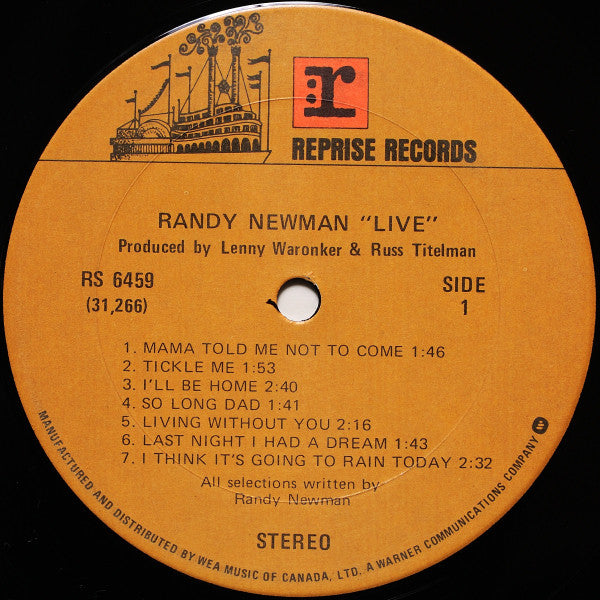 r
REPRISE RECORDS
RANDY NEWMAN "LIVE"
Produced by Lenny Waronker & Russ Titelman
RS 6459
(31,266)
SIDE
1
1. MAMA TOLD ME NOT TO COME 1:46
2. TICKLE ME 1:53
3. I'LL BE HOME 2:40
4. SO LONG DAD 1:41
5. LIVING WITHOUT YOU 2:16
6. LAST NIGHT I HAD A DREAM 1:43
7. I THINK IT'S GOING TO RAIN TODAY 2:32
All selections written by
Randy Newman
STEREO
MANUFACTURED AND DISTRIBUTED BY WEA MUSIC OF CANADA, LTD. A WARNER COMMUNICATIONS COMPANY